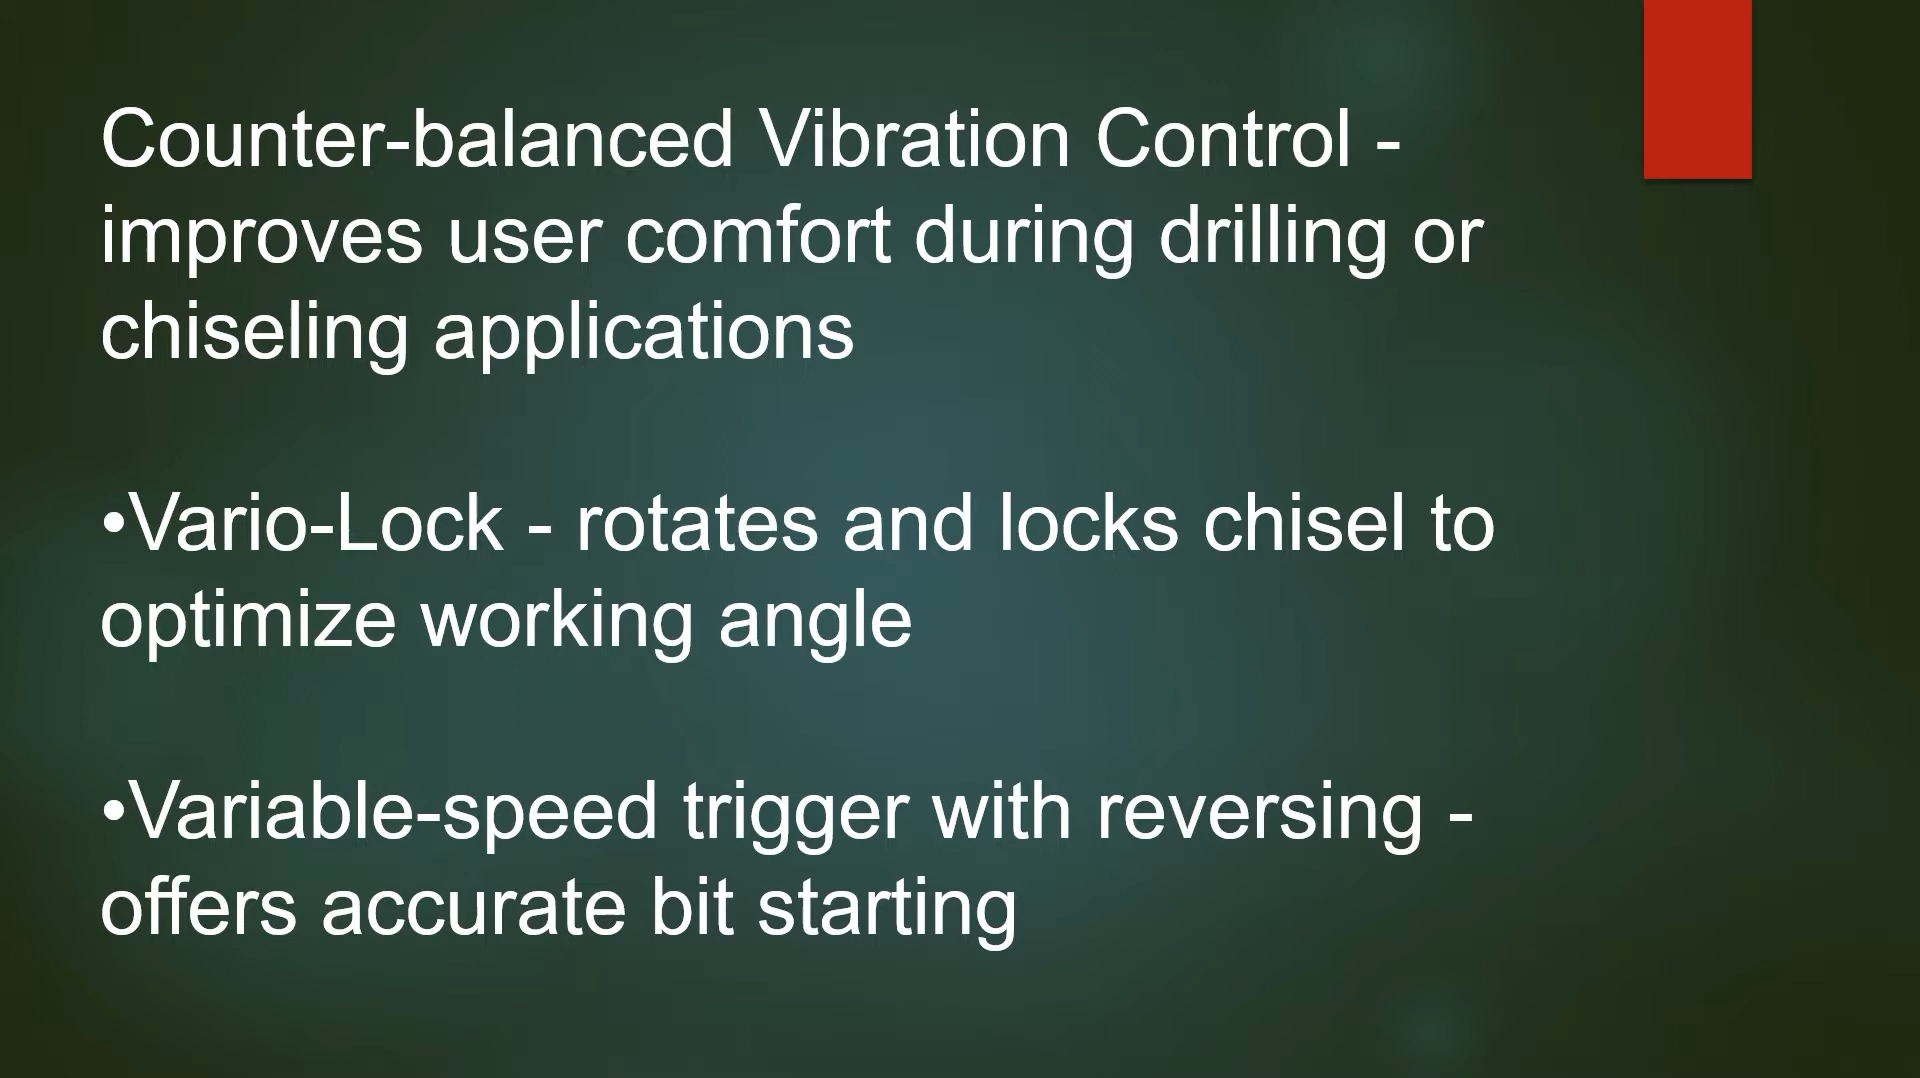 Counter-balanced Vibration Control -
improves user comfort during drilling or
chiseling applications
•Vario-Lock - rotates and locks chisel to
optimize working angle
•Variable-speed trigger with reversing -
offers accurate bit starting